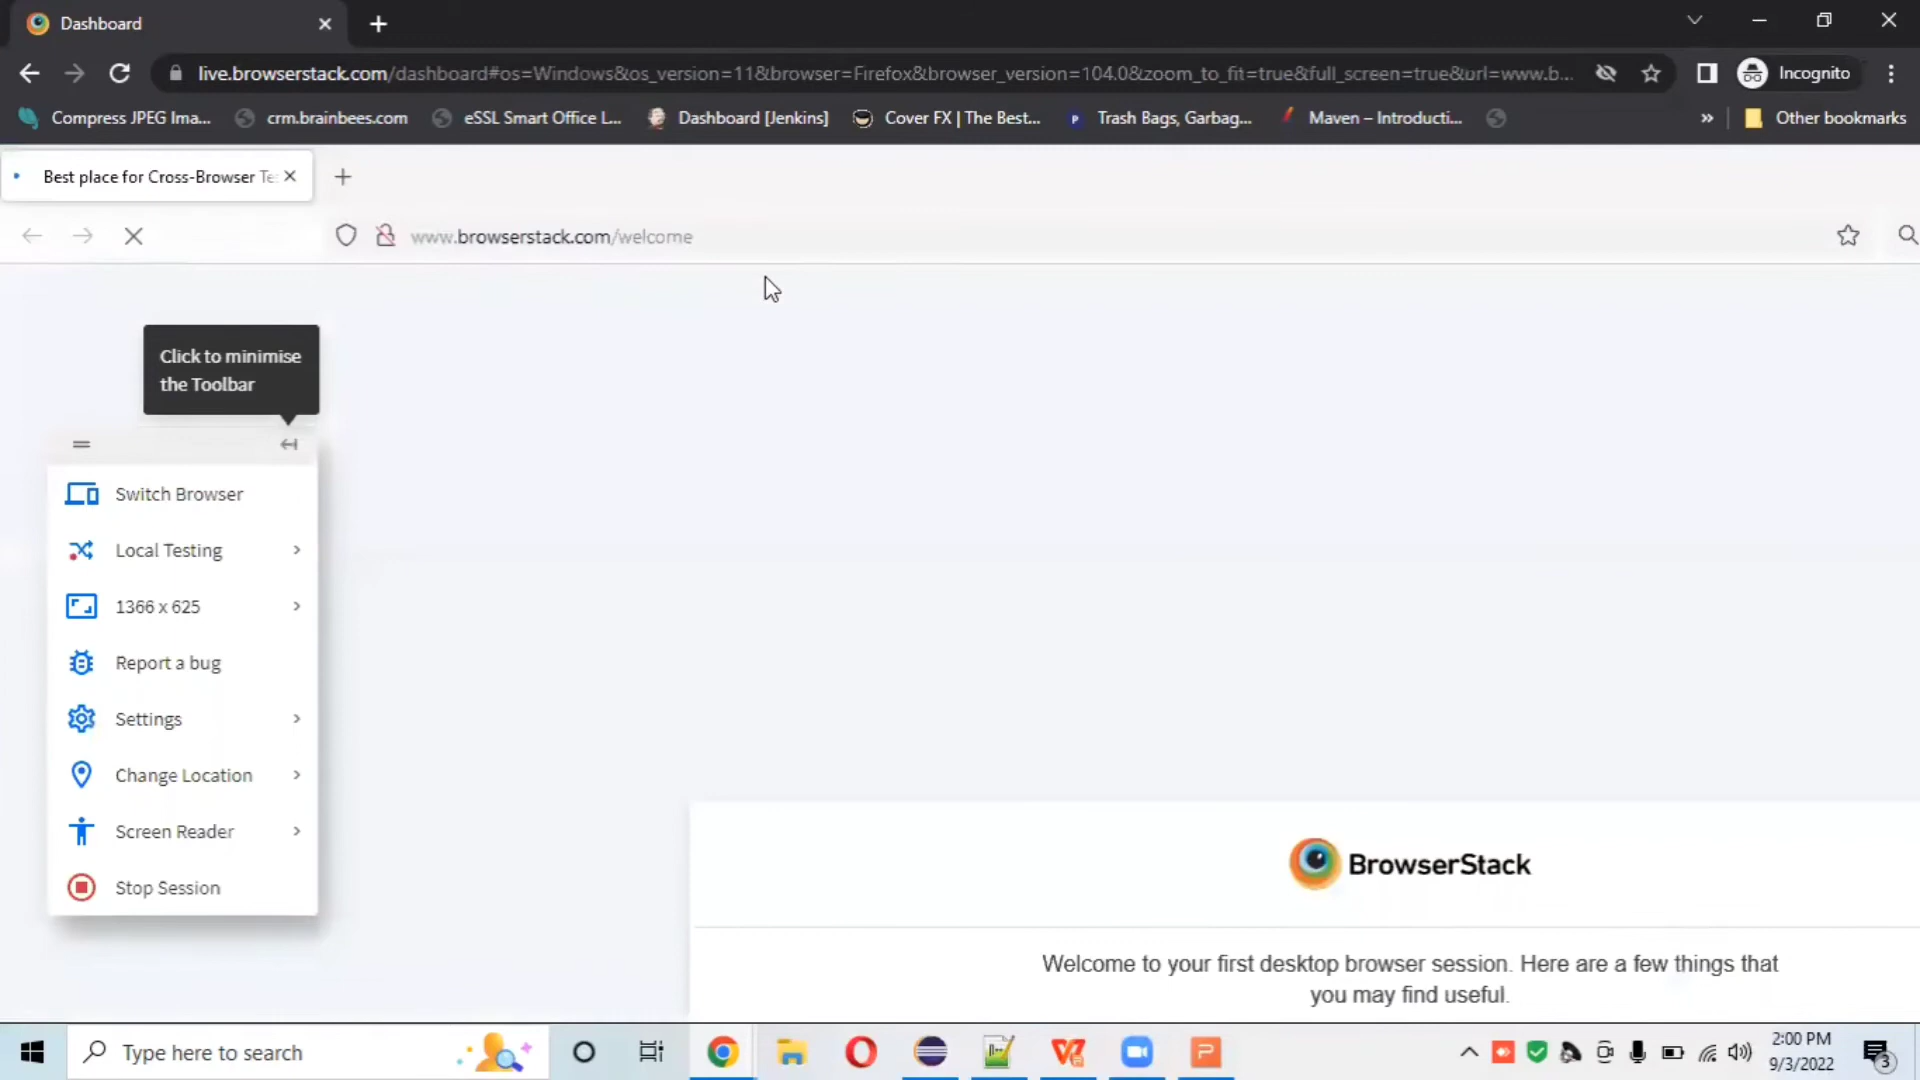 Dashboard
live.browserstack.com/dashboard#os=Windows&os_version=11&browser=Firefox&browser_version=104.0&zoom_to_fit=true&full_screen=true&url=www.b...
Incognito
Compress JPEG Ima...
crm.brainbees.com
eSSL Smart Office L...
Dashboard [Jenkins]
Cover FX | The Best...
Trash Bags, Garbag...
Maven – Introducti...
»
Other bookmarks
Best place for Cross-Browser Te
www.browserstack.com/welcome
Click to minimise
the Toolbar
Switch Browser
Local Testing
1366 x 625
Report a bug
Settings
Change Location
Screen Reader
Stop Session
BrowserStack
Welcome to your first desktop browser session. Here are a few things that
you may find useful.
Type here to search
2:00 PM
9/3/2022
3